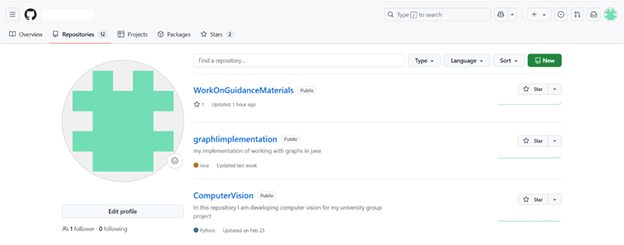 Type / to search
Overview Repositories 12 Projects Packages Stars 2
Find a repository... Type Language Sort New
WorkOnGuidanceMaterials Public Star
1 Updated 1 hour ago
graphIimplementation Public Star
my implementation of working with graphs in java
Java Updated last week
ComputerVision Public Star
In this repository I am developing computer vision for my university group
project
Edit profile
Python Updated on Feb 25
1 follower · 0 following